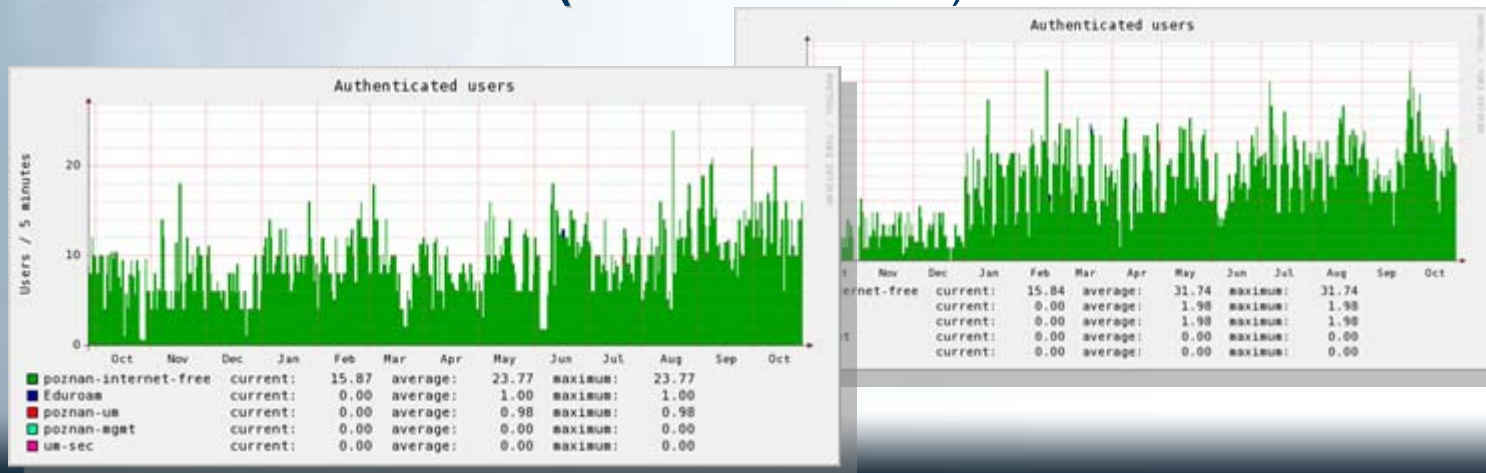 Authenticated users
Users / 5 minutes
20
10
0
Oct Nov Dec Jan Feb Mar Apr May Jun Jul Aug Sep Oct
poznan-internet-free current: 15.87 average: 23.77 maximum: 23.77
Eduroam current: 0.00 average: 1.00 maximum: 1.00
poznan-um current: 0.00 average: 0.98 maximum: 0.98
poznan-mgmt current: 0.00 average: 0.00 maximum: 0.00
um-sec current: 0.00 average: 0.00 maximum: 0.00
Authenticated users
Nov Dec Jan Feb Mar Apr May Jun Jul Aug Sep Oct
ernet-free current: 15.84 average: 31.74 maximum: 31.74
current: 0.00 average: 1.98 maximum: 1.98
current: 0.00 average: 1.98 maximum: 1.98
current: 0.00 average: 0.00 maximum: 0.00
current: 0.00 average: 0.00 maximum: 0.00